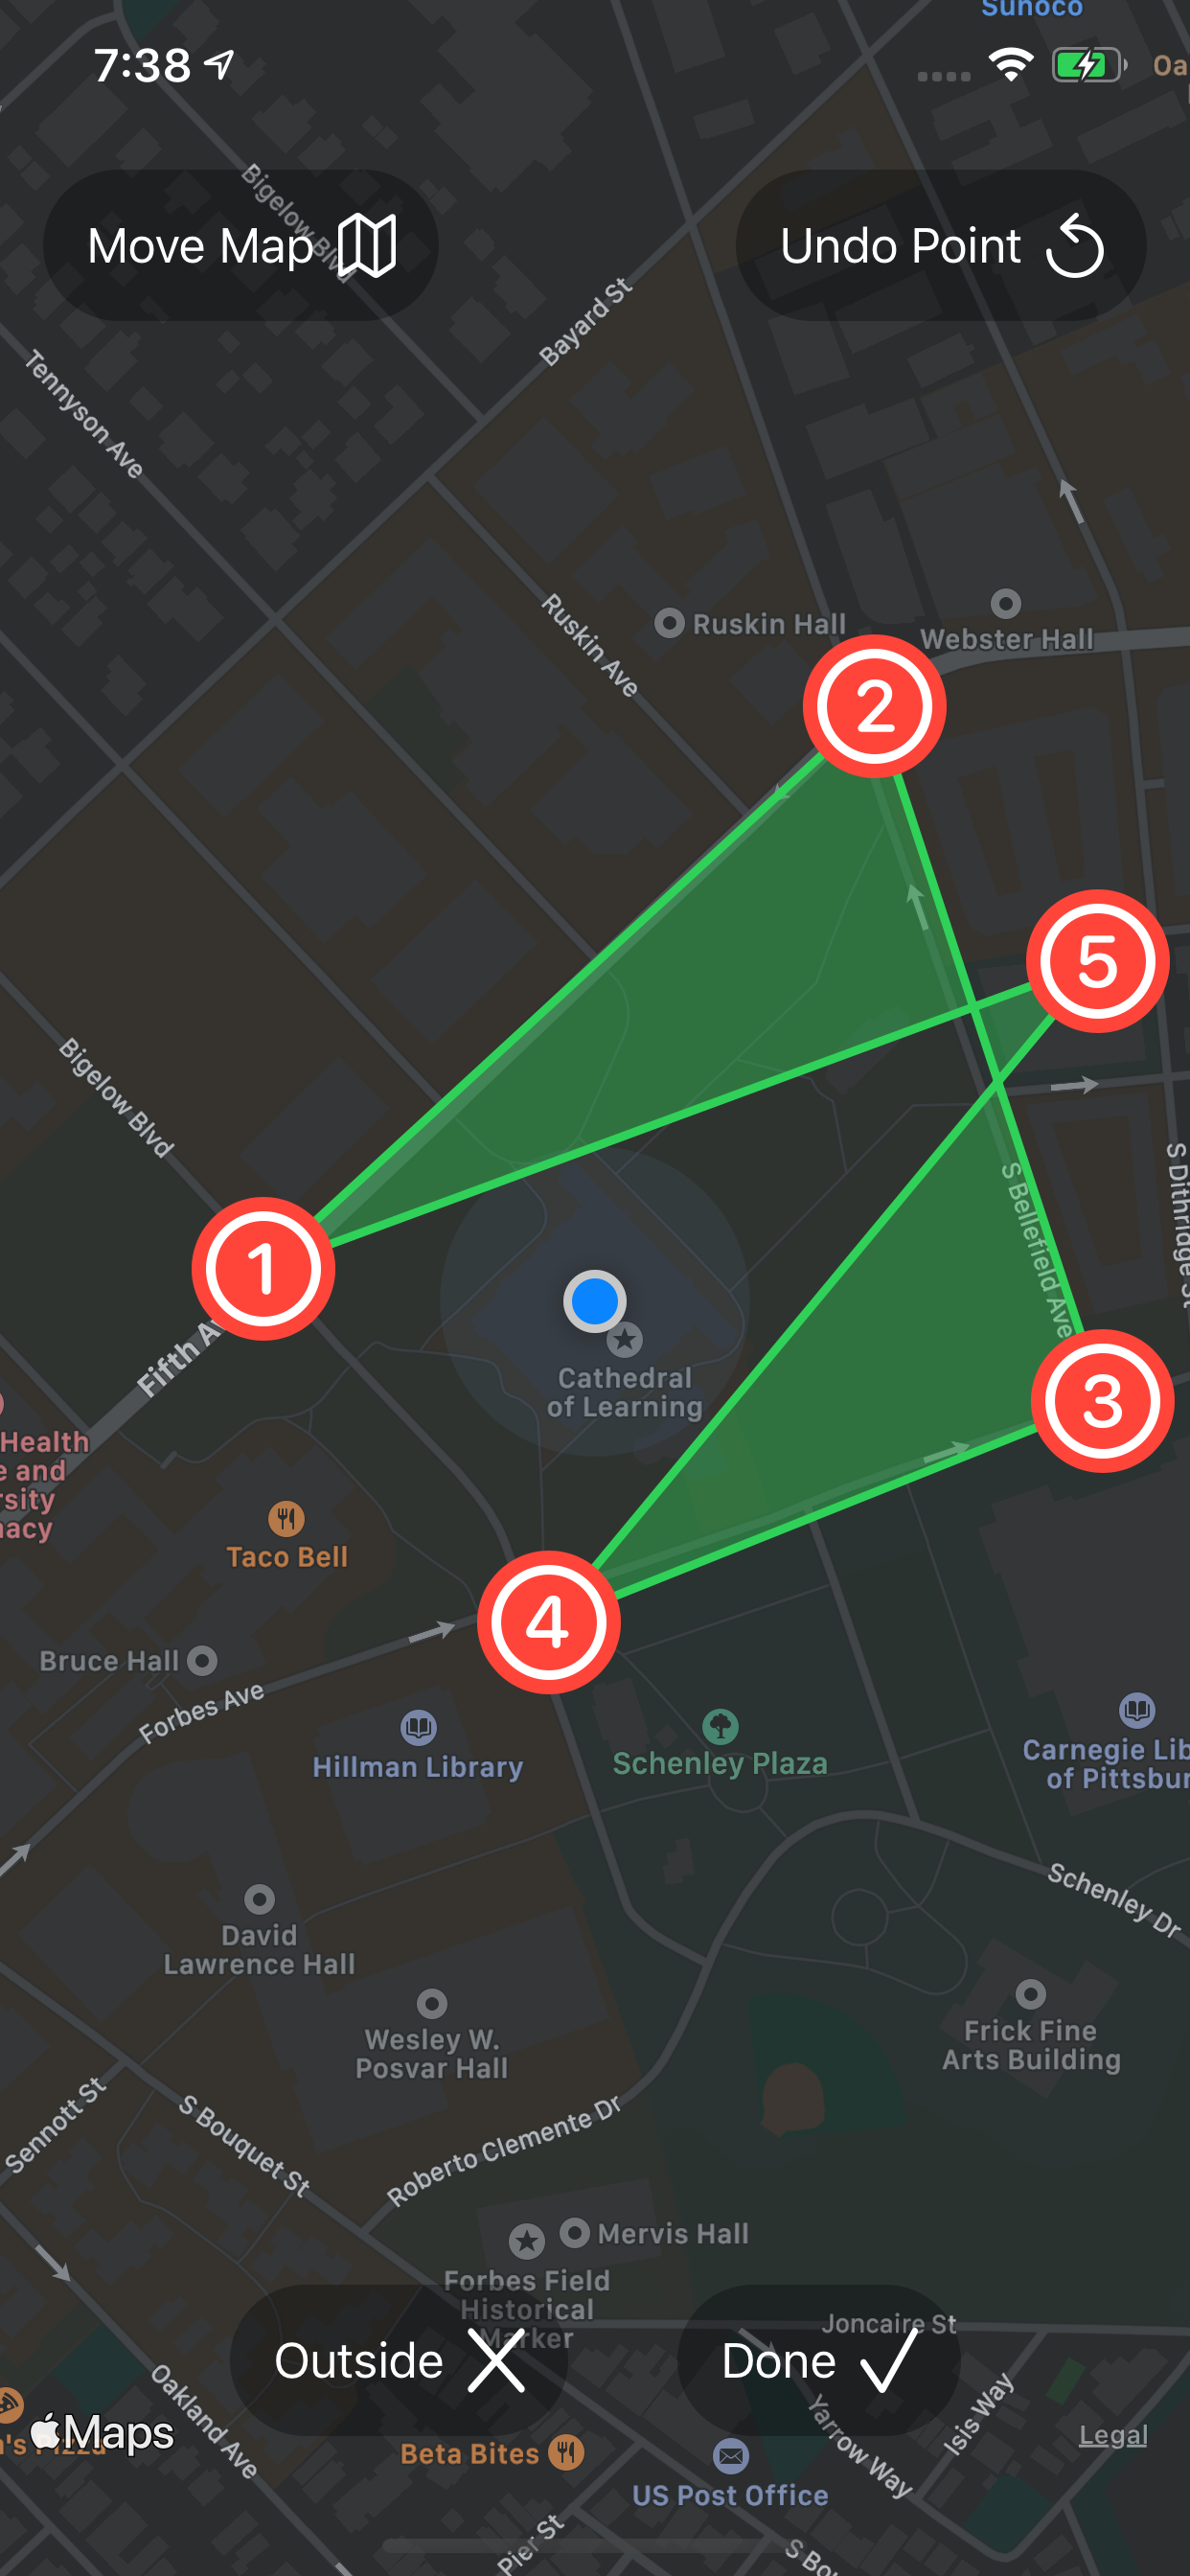 Sunoco
7:38
Oa
Bigelow Blvd
Move Map
Undo Point
Bayard St
Tennyson Ave
Ruskin Ave
Ruskin Hall
Webster Hall
2
5
Bigelow Blvd
S Bellefield Ave
S Dithridge St
1
Fifth A
Cathedral
of Learning
3
Health
e and
rsity
nacy
Taco Bell
4
Bruce Hall
Forbes Ave
Hillman Library
Schenley Plaza
Carnegie Lib
of Pittsbur
Schenley Dr
David
Lawrence Hall
Wesley W.
Posvar Hall
Frick Fine
Arts Building
Sennott St
S Bouquet St
Roberto Clemente Dr
Mervis Hall
Forbes Field
Historical
Marker
Joncaire St
Outside
Done
Oakland Ave
Maps
's Pizza
Yarrow Way
Isis Way
Legal
Beta Bites
US Post Office
Pier St
S Bou